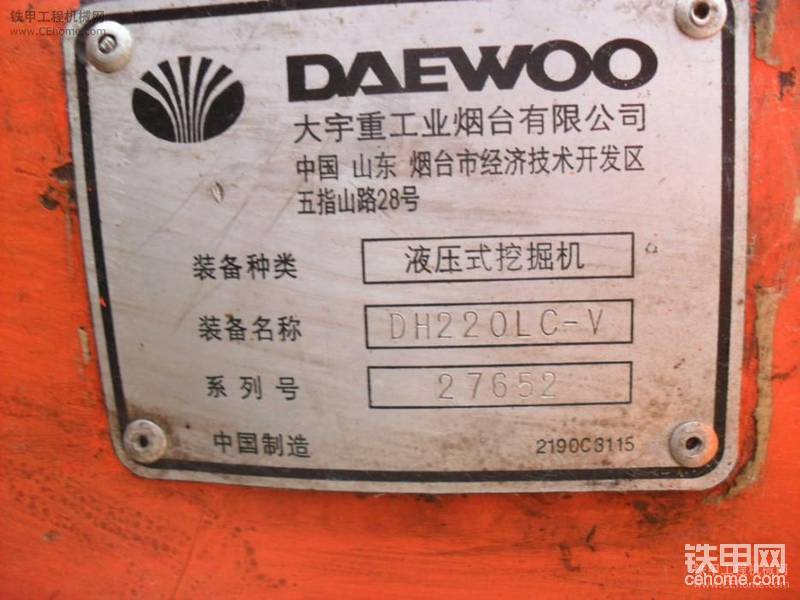 铁甲工程机械网
www.CEhome.com
DAEWOO
大宇重工业烟台有限公司
中国 山东 烟台市经济技术开发区
五指山路28号
装备种类 液压式挖掘机
装备名称 DH220LC-V
系列号 27652
中国制造 2190C3115
铁甲网
cehome.com